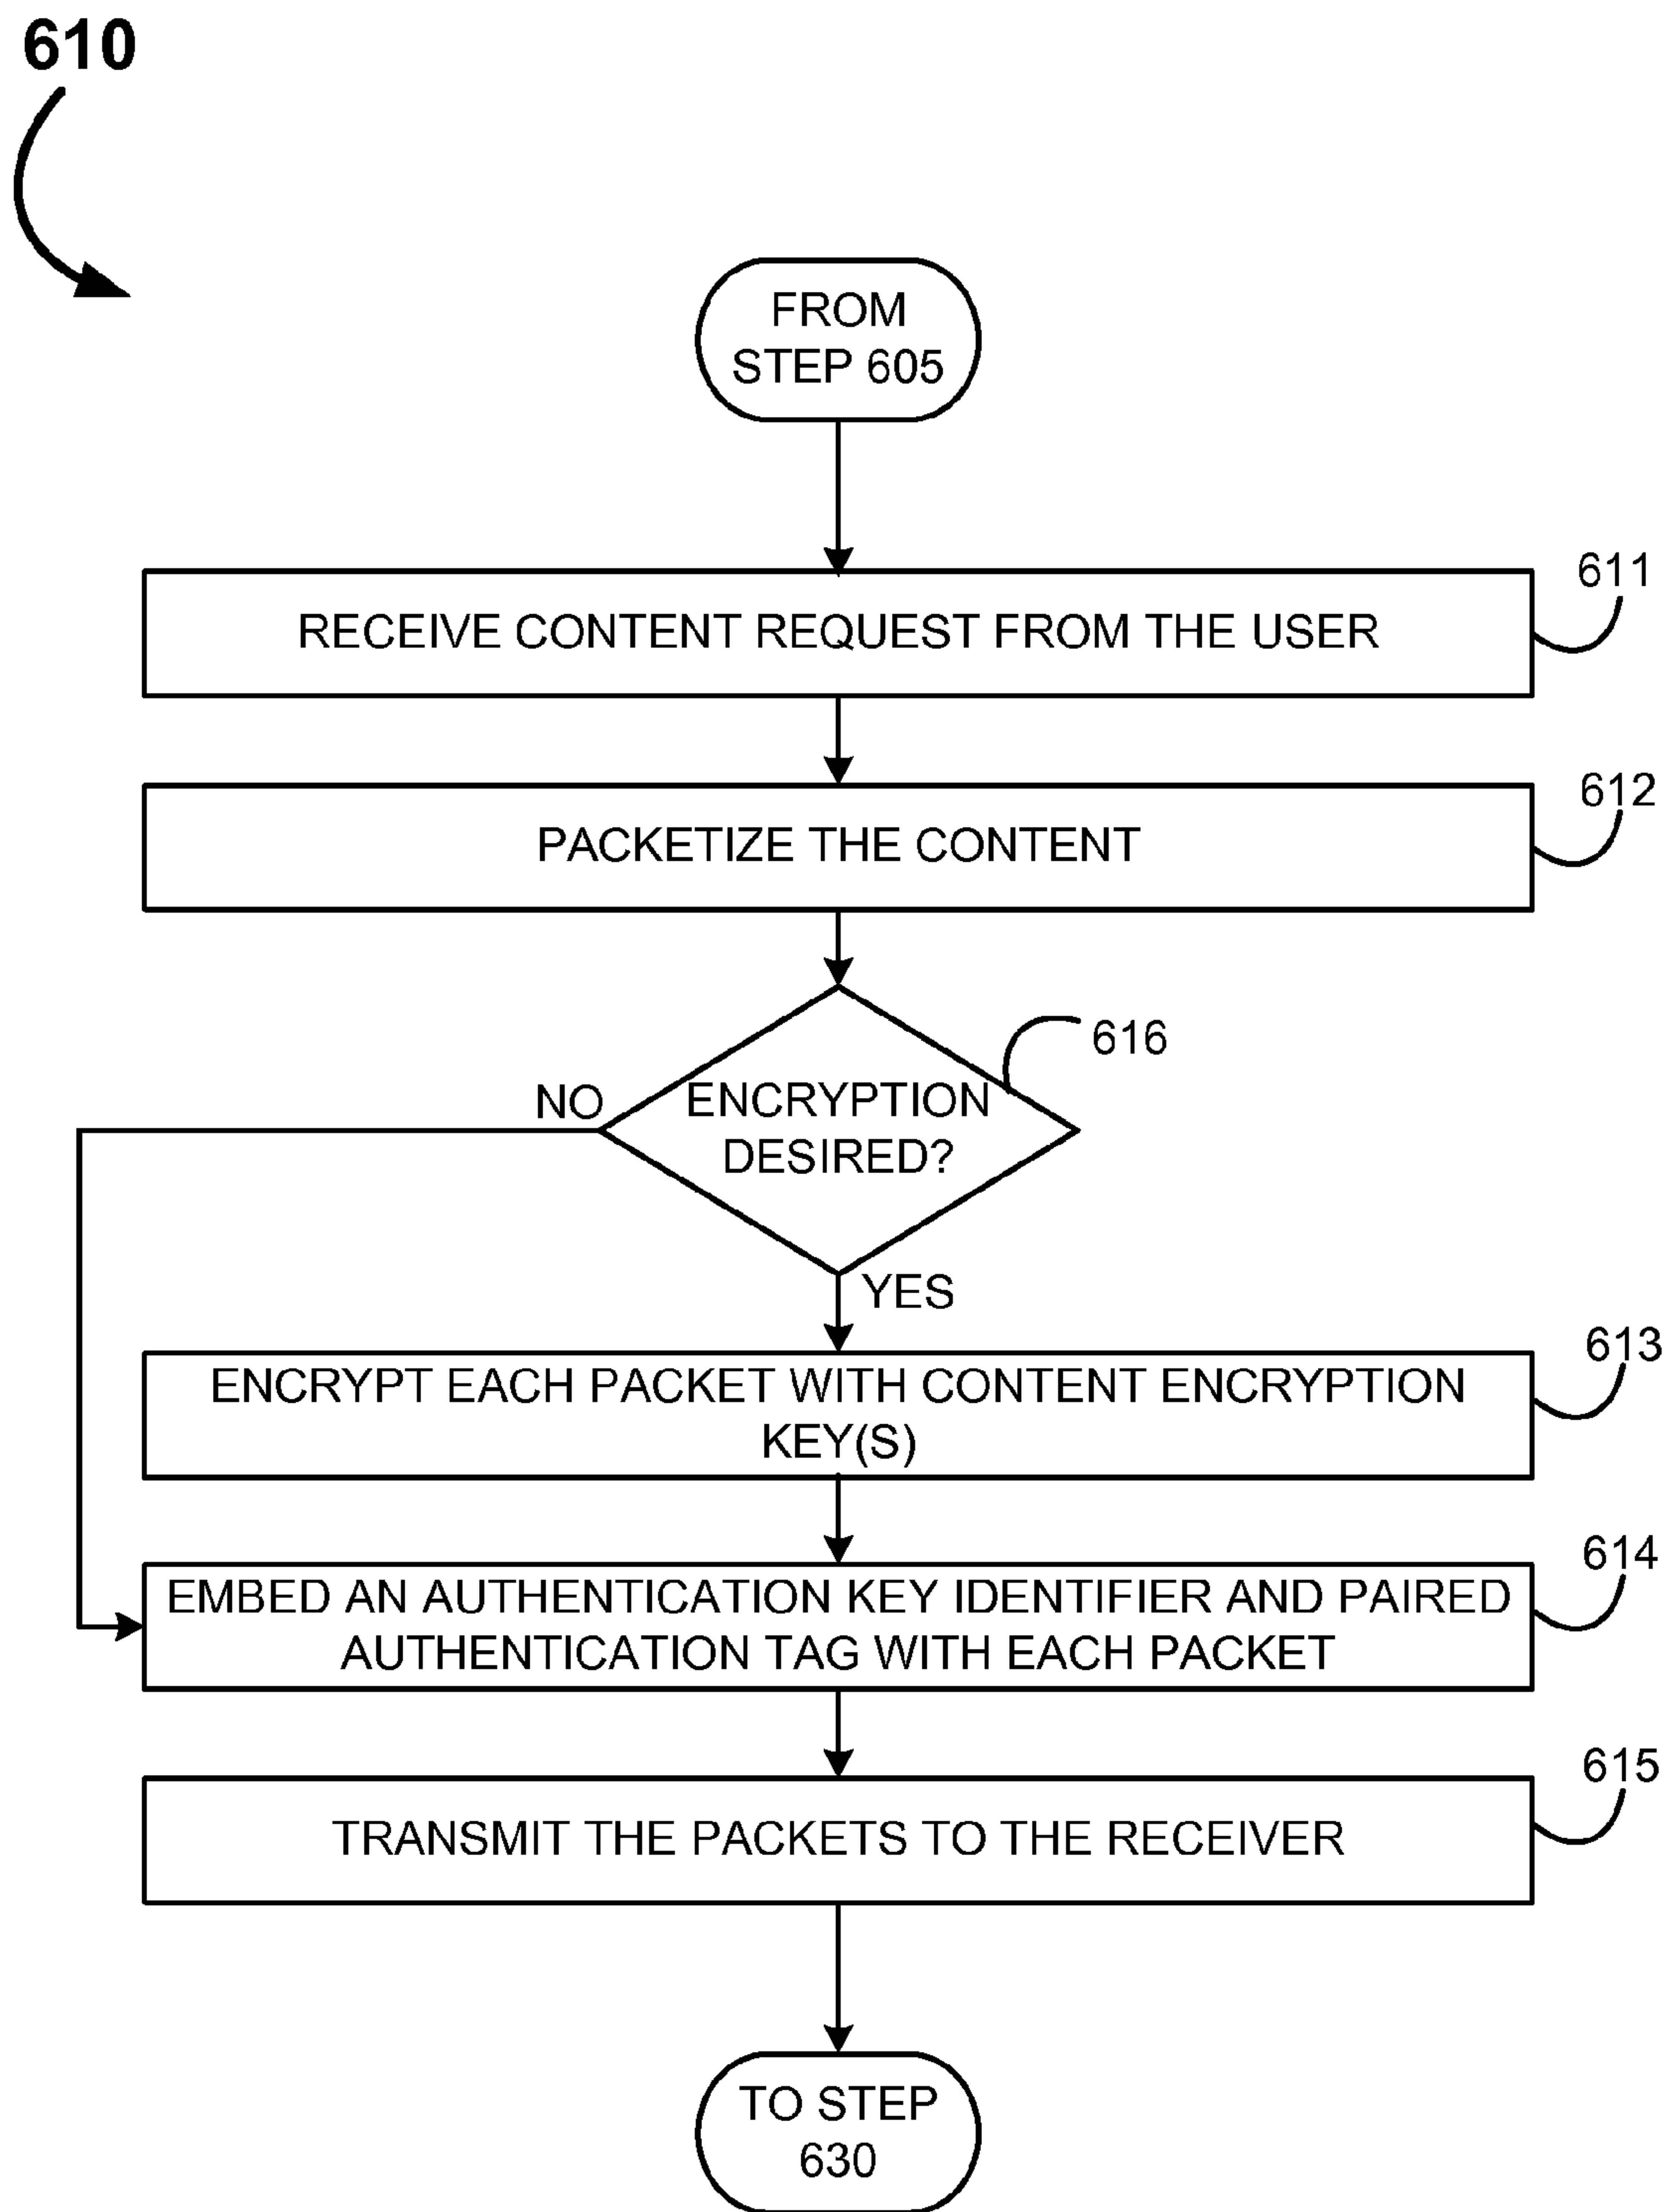 610
FROM
STEP 605
611
RECEIVE CONTENT REQUEST FROM THE USER
612
PACKETIZE THE CONTENT
616
NO
ENCRYPTION
DESIRED?
YES
613
ENCRYPT EACH PACKET WITH CONTENT ENCRYPTION
KEY(S)
614
EMBED AN AUTHENTICATION KEY IDENTIFIER AND PAIRED
AUTHENTICATION TAG WITH EACH PACKET
615
TRANSMIT THE PACKETS TO THE RECEIVER
TO STEP
630